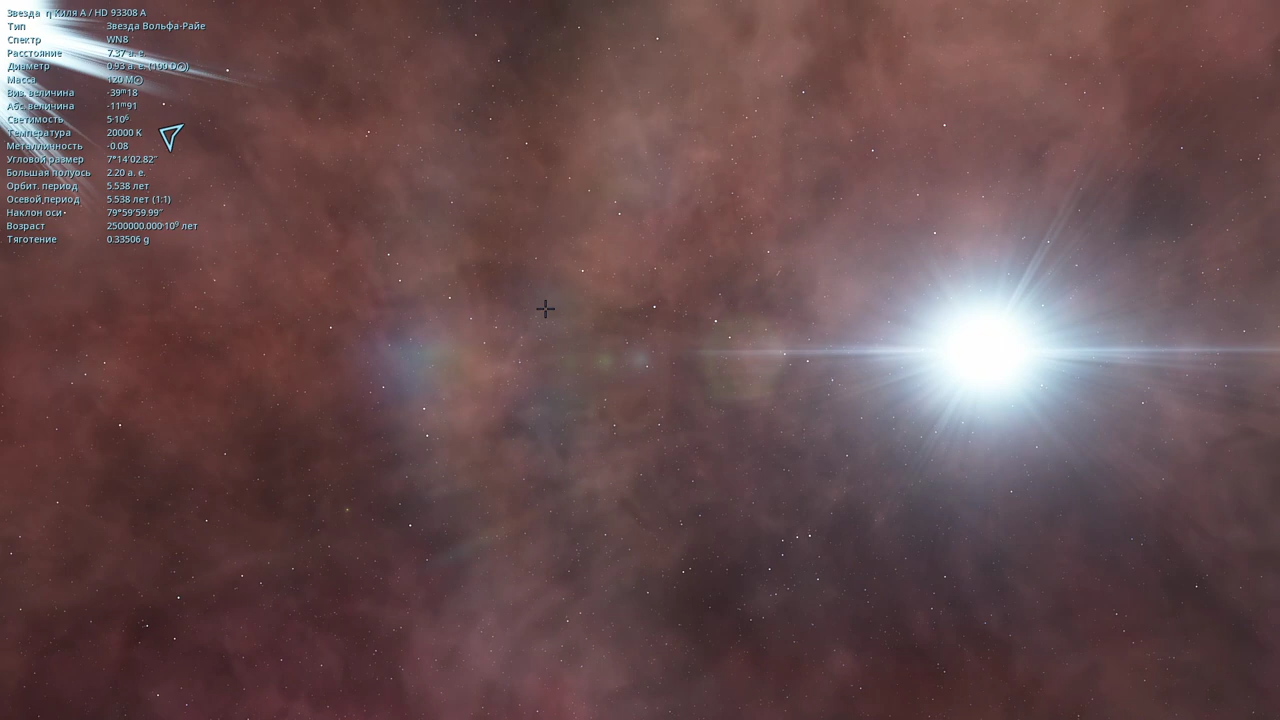 Звезда η Киля A / HD 93308 A
Тип Звезда Вольфа-Райе
Спектр WN8
Расстояние 7.37 а. е.
Диаметр 0.93 а. е. (100 D☉)
Масса 120 M☉
Виз. величина -39ᵐ18
Абс. величина -11ᵐ91
Светимость 5·10⁶
Температура 20000 K
Металличность -0.08
Угловой размер 7°14′02.82″
Большая полуось 2.20 а. е.
Орбит. период 5.538 лет
Осевой период 5.538 лет (1:1)
Наклон оси 79°59′59.99″
Возраст 2500000.000·10⁹ лет
Тяготение 0.33506 g